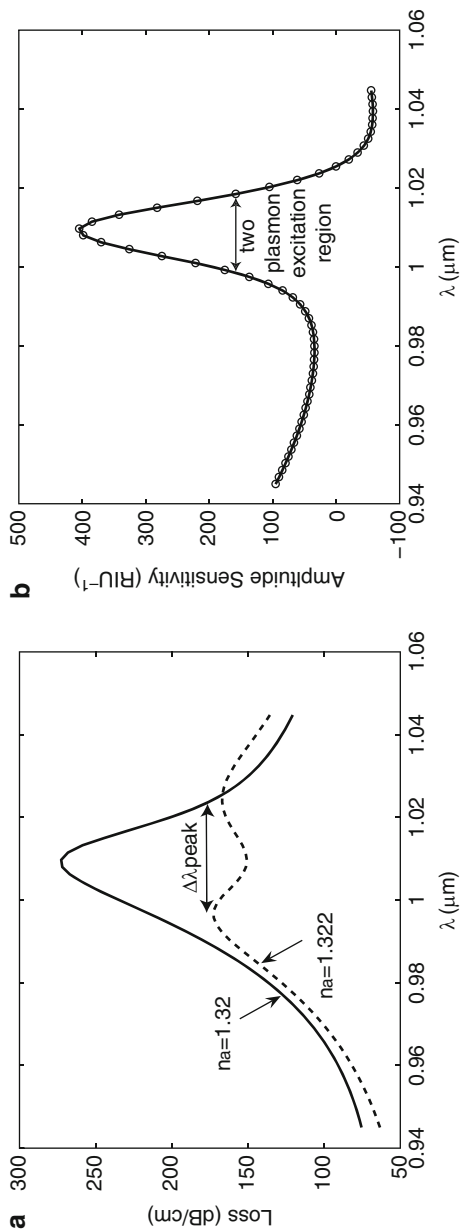 a
300
250
200
150
100
50
Loss (dB/cm)
0.94
0.96
0.98
1
1.02
1.04
1.06
λ (μm)
Δλpeak
na=1.32
na=1.322
b
500
400
300
200
100
0
−100
Ampltuide Sensitivity (RIU⁻¹)
0.94
0.96
0.98
1
1.02
1.04
1.06
λ (μm)
two
plasmon
excitation
region